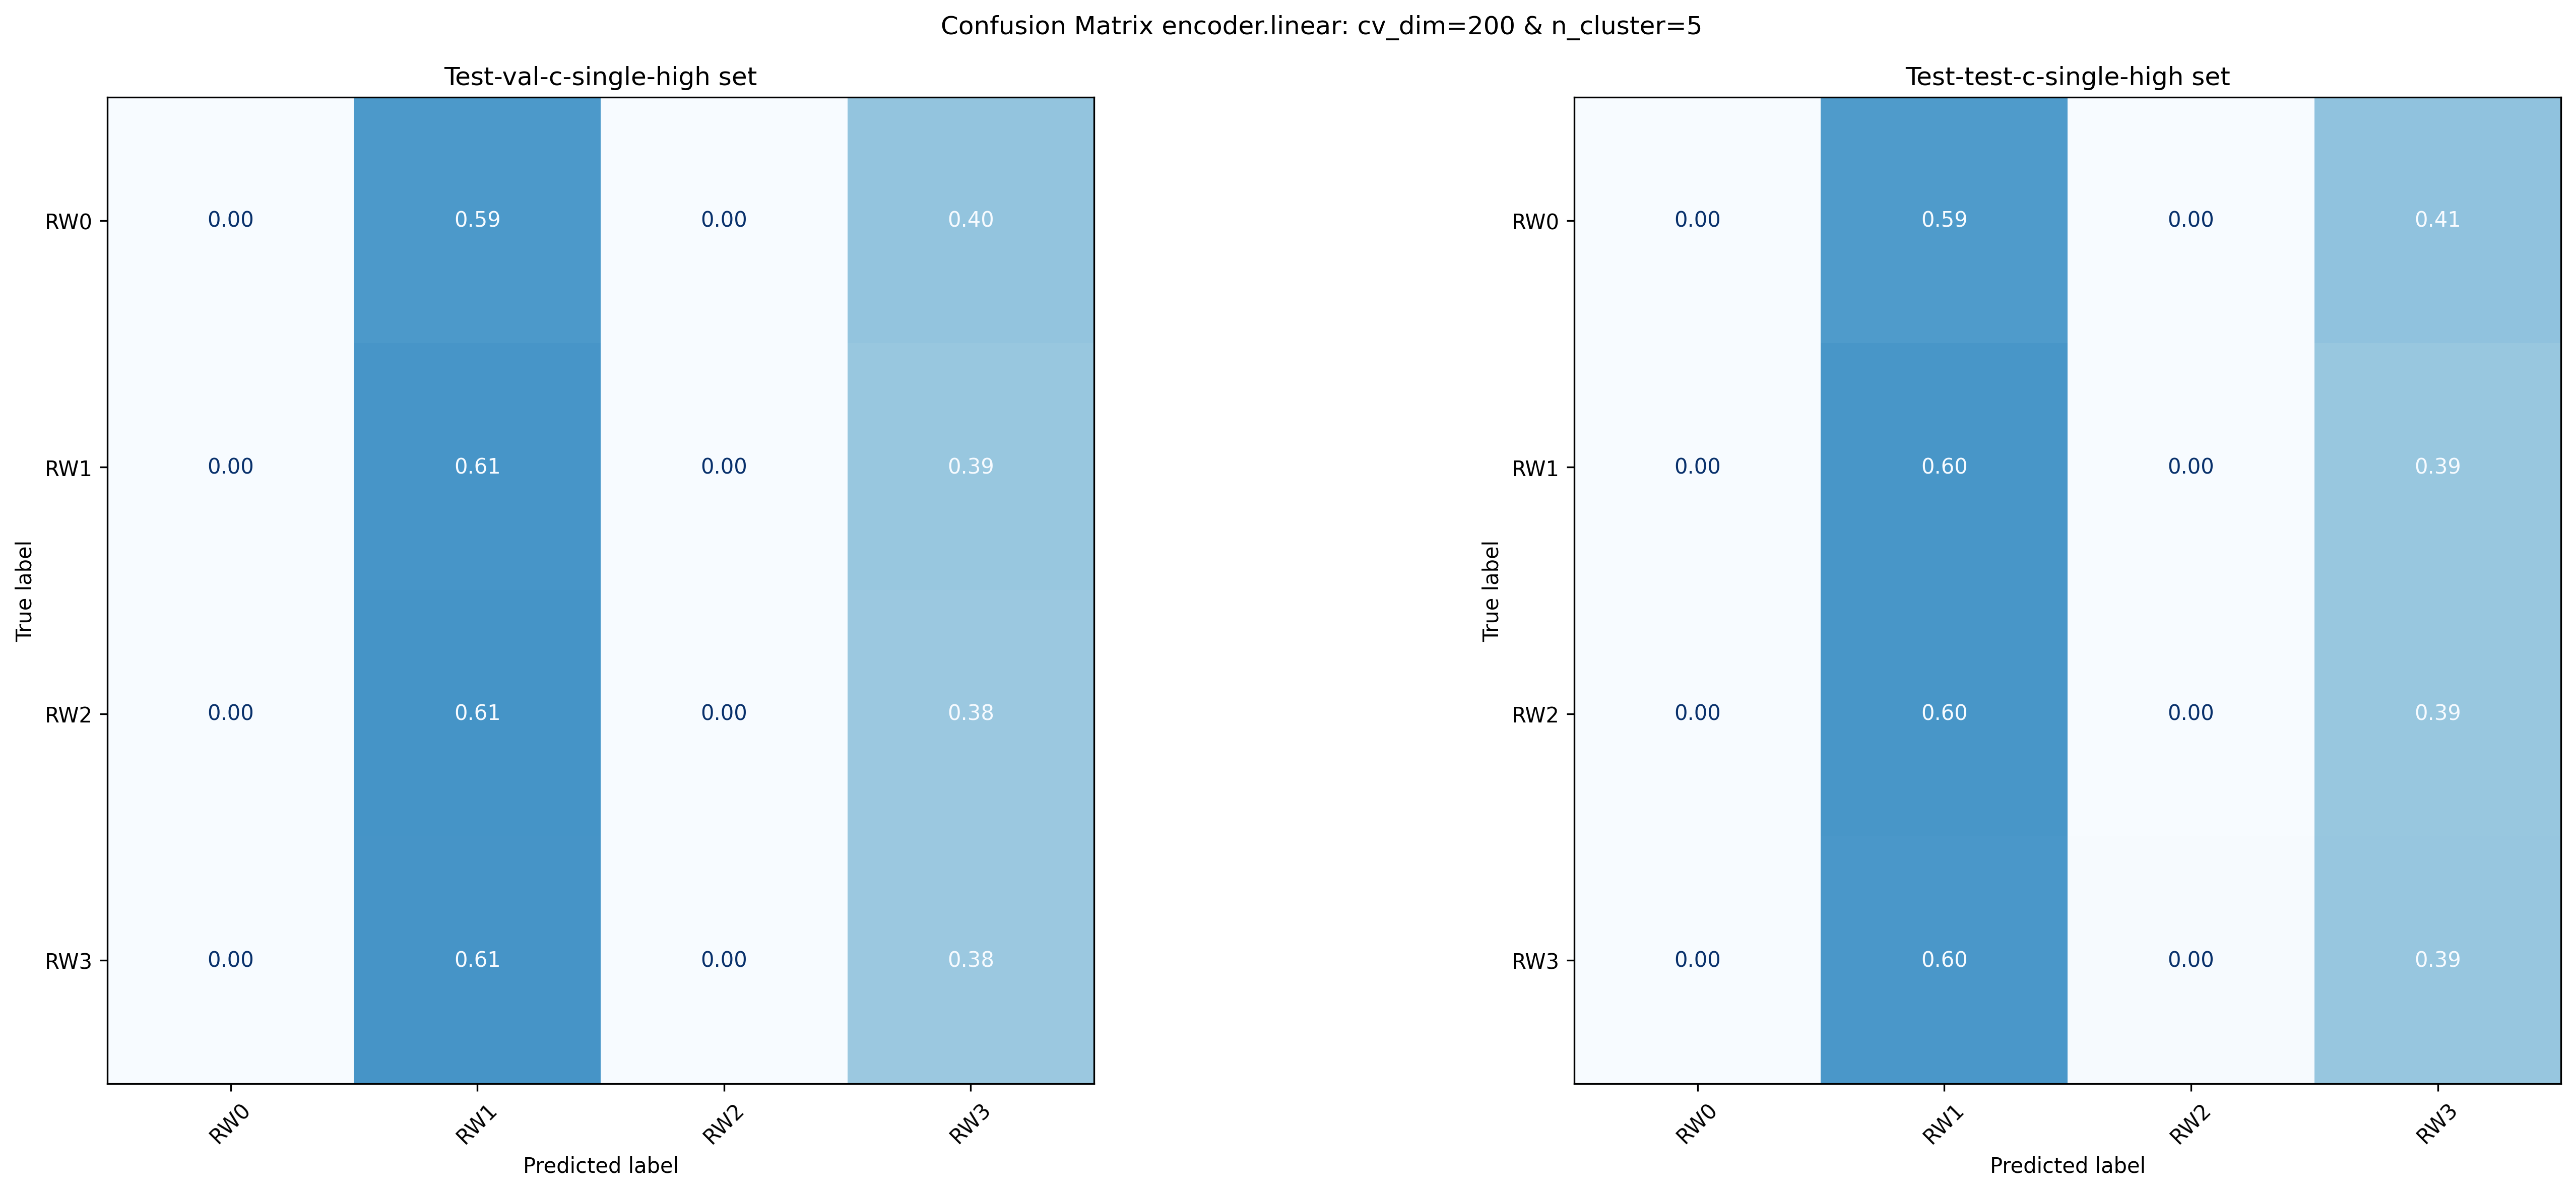 Confusion Matrix encoder.linear: cv_dim=200 & n_cluster=5
Test-val-c-single-high set
True label
RW0 0.00 0.59 0.00 0.40
RW1 0.00 0.61 0.00 0.39
RW2 0.00 0.61 0.00 0.38
RW3 0.00 0.61 0.00 0.38
RW0 RW1 RW2 RW3
Predicted label
Test-test-c-single-high set
True label
RW0 0.00 0.59 0.00 0.41
RW1 0.00 0.60 0.00 0.39
RW2 0.00 0.60 0.00 0.39
RW3 0.00 0.60 0.00 0.39
RW0 RW1 RW2 RW3
Predicted label